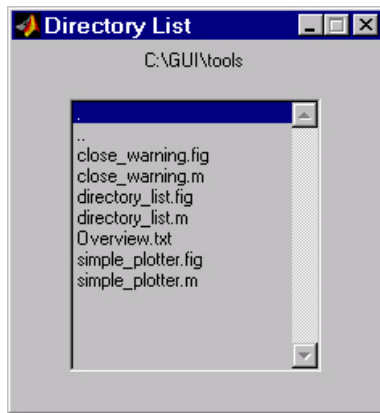 Directory List
C:\GUI\tools
.
..
close_warning.fig
close_warning.m
directory_list.fig
directory_list.m
Overview.txt
simple_plotter.fig
simple_plotter.m